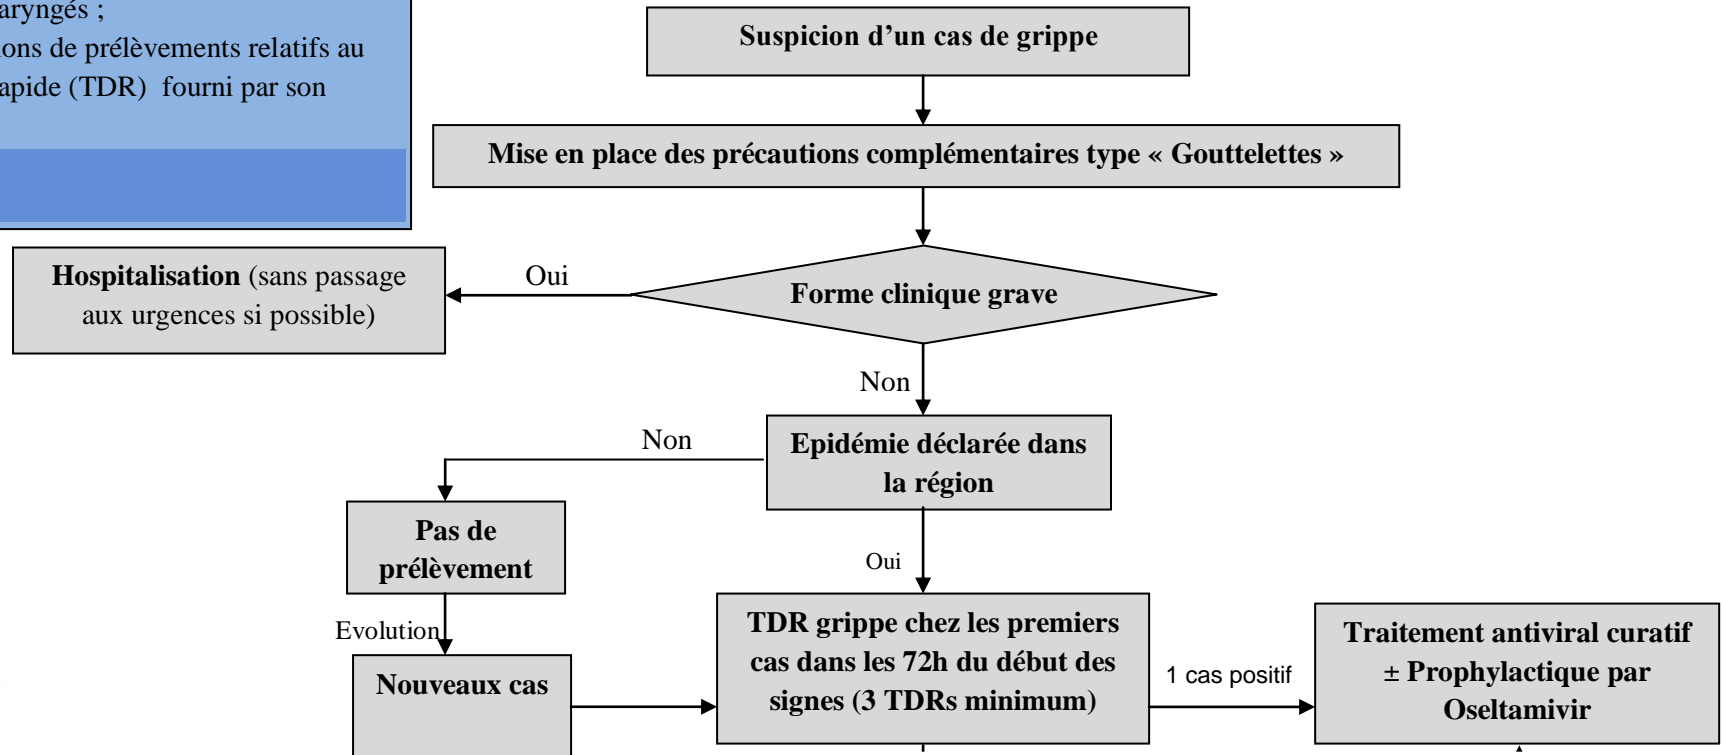 aryngés ;
ions de prélèvements relatifs au
apide (TDR) fourni par son
Suspicion d’un cas de grippe
Mise en place des précautions complémentaires type « Gouttelettes »
Hospitalisation (sans passage
aux urgences si possible)
Oui
Forme clinique grave
Non
Non
Epidémie déclarée dans
la région
Pas de
prélèvement
Oui
Evolution
TDR grippe chez les premiers
cas dans les 72h du début des
signes (3 TDRs minimum)
Nouveaux cas
1 cas positif
Traitement antiviral curatif
± Prophylactique par
Oseltamivir